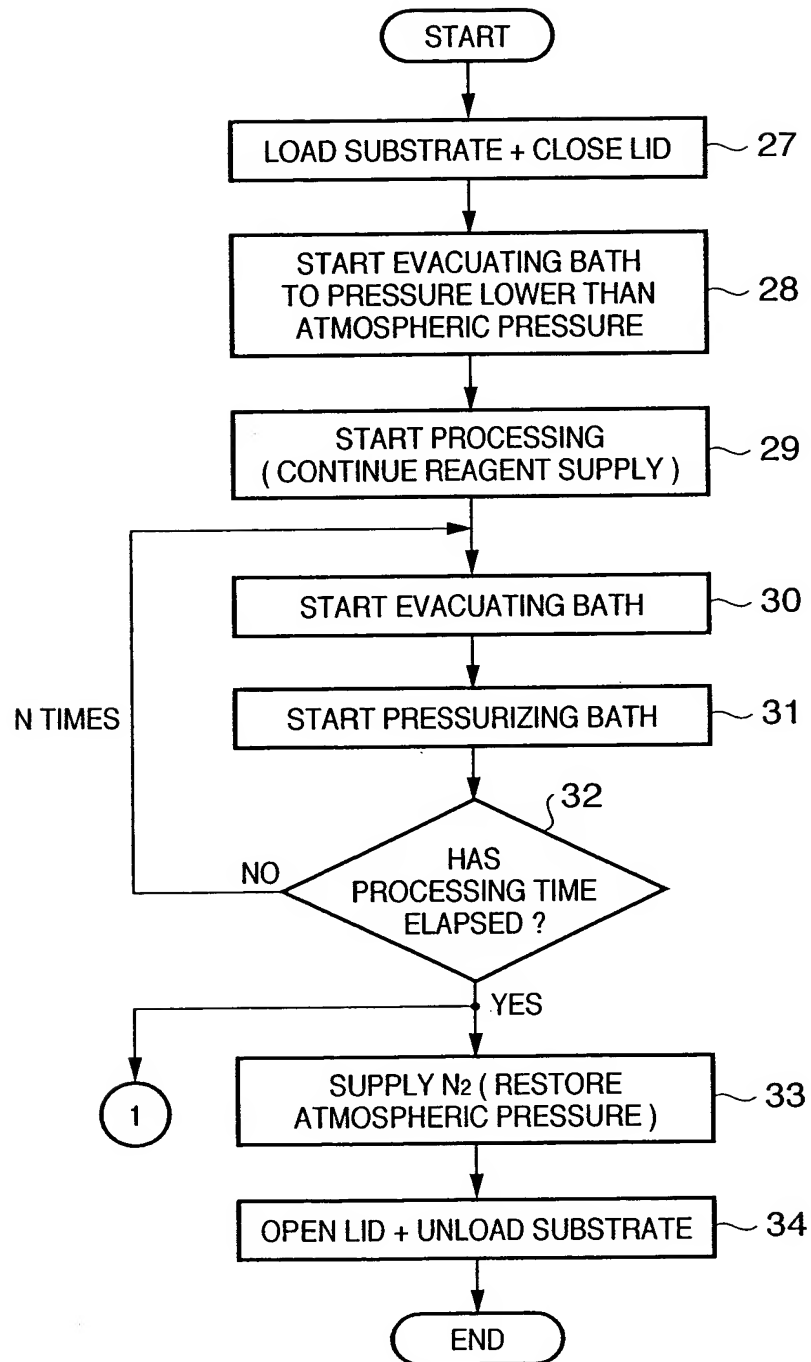 START
LOAD SUBSTRATE + CLOSE LID
27
START EVACUATING BATH
TO PRESSURE LOWER THAN
ATMOSPHERIC PRESSURE
28
START PROCESSING
( CONTINUE REAGENT SUPPLY )
29
START EVACUATING BATH
30
N TIMES
START PRESSURIZING BATH
31
32
HAS
PROCESSING TIME
ELAPSED ?
NO
YES
1
SUPPLY N2 ( RESTORE
ATMOSPHERIC PRESSURE )
33
OPEN LID + UNLOAD SUBSTRATE
34
END